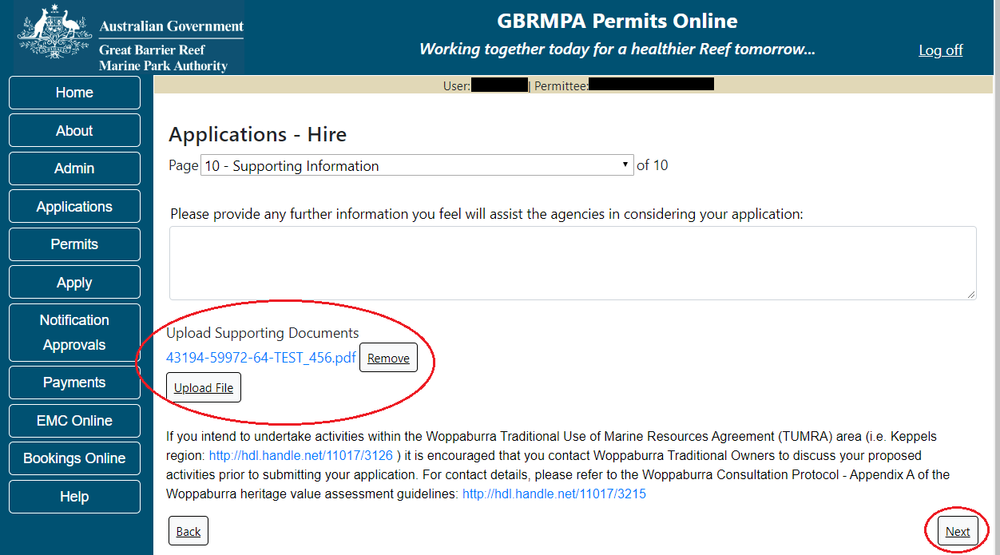 Australian Government
Great Barrier Reef
Marine Park Authority
GBRMPA Permits Online
Working together today for a healthier Reef tomorrow...
Log off
Home
About
Admin
Applications
Permits
Apply
Notification
Approvals
Payments
EMC Online
Bookings Online
Help
User: | Permittee:
Applications - Hire
Page 10 - Supporting Information of 10
Please provide any further information you feel will assist the agencies in considering your application:
Upload Supporting Documents
43194-59972-64-TEST_456.pdf Remove
Upload File
If you intend to undertake activities within the Woppaburra Traditional Use of Marine Resources Agreement (TUMRA) area (i.e. Keppels
region: http://hdl.handle.net/11017/3126 ) it is encouraged that you contact Woppaburra Traditional Owners to discuss your proposed
activities prior to submitting your application. For contact details, please refer to the Woppaburra Consultation Protocol - Appendix A of the
Woppaburra heritage value assessment guidelines: http://hdl.handle.net/11017/3215
Back
Next